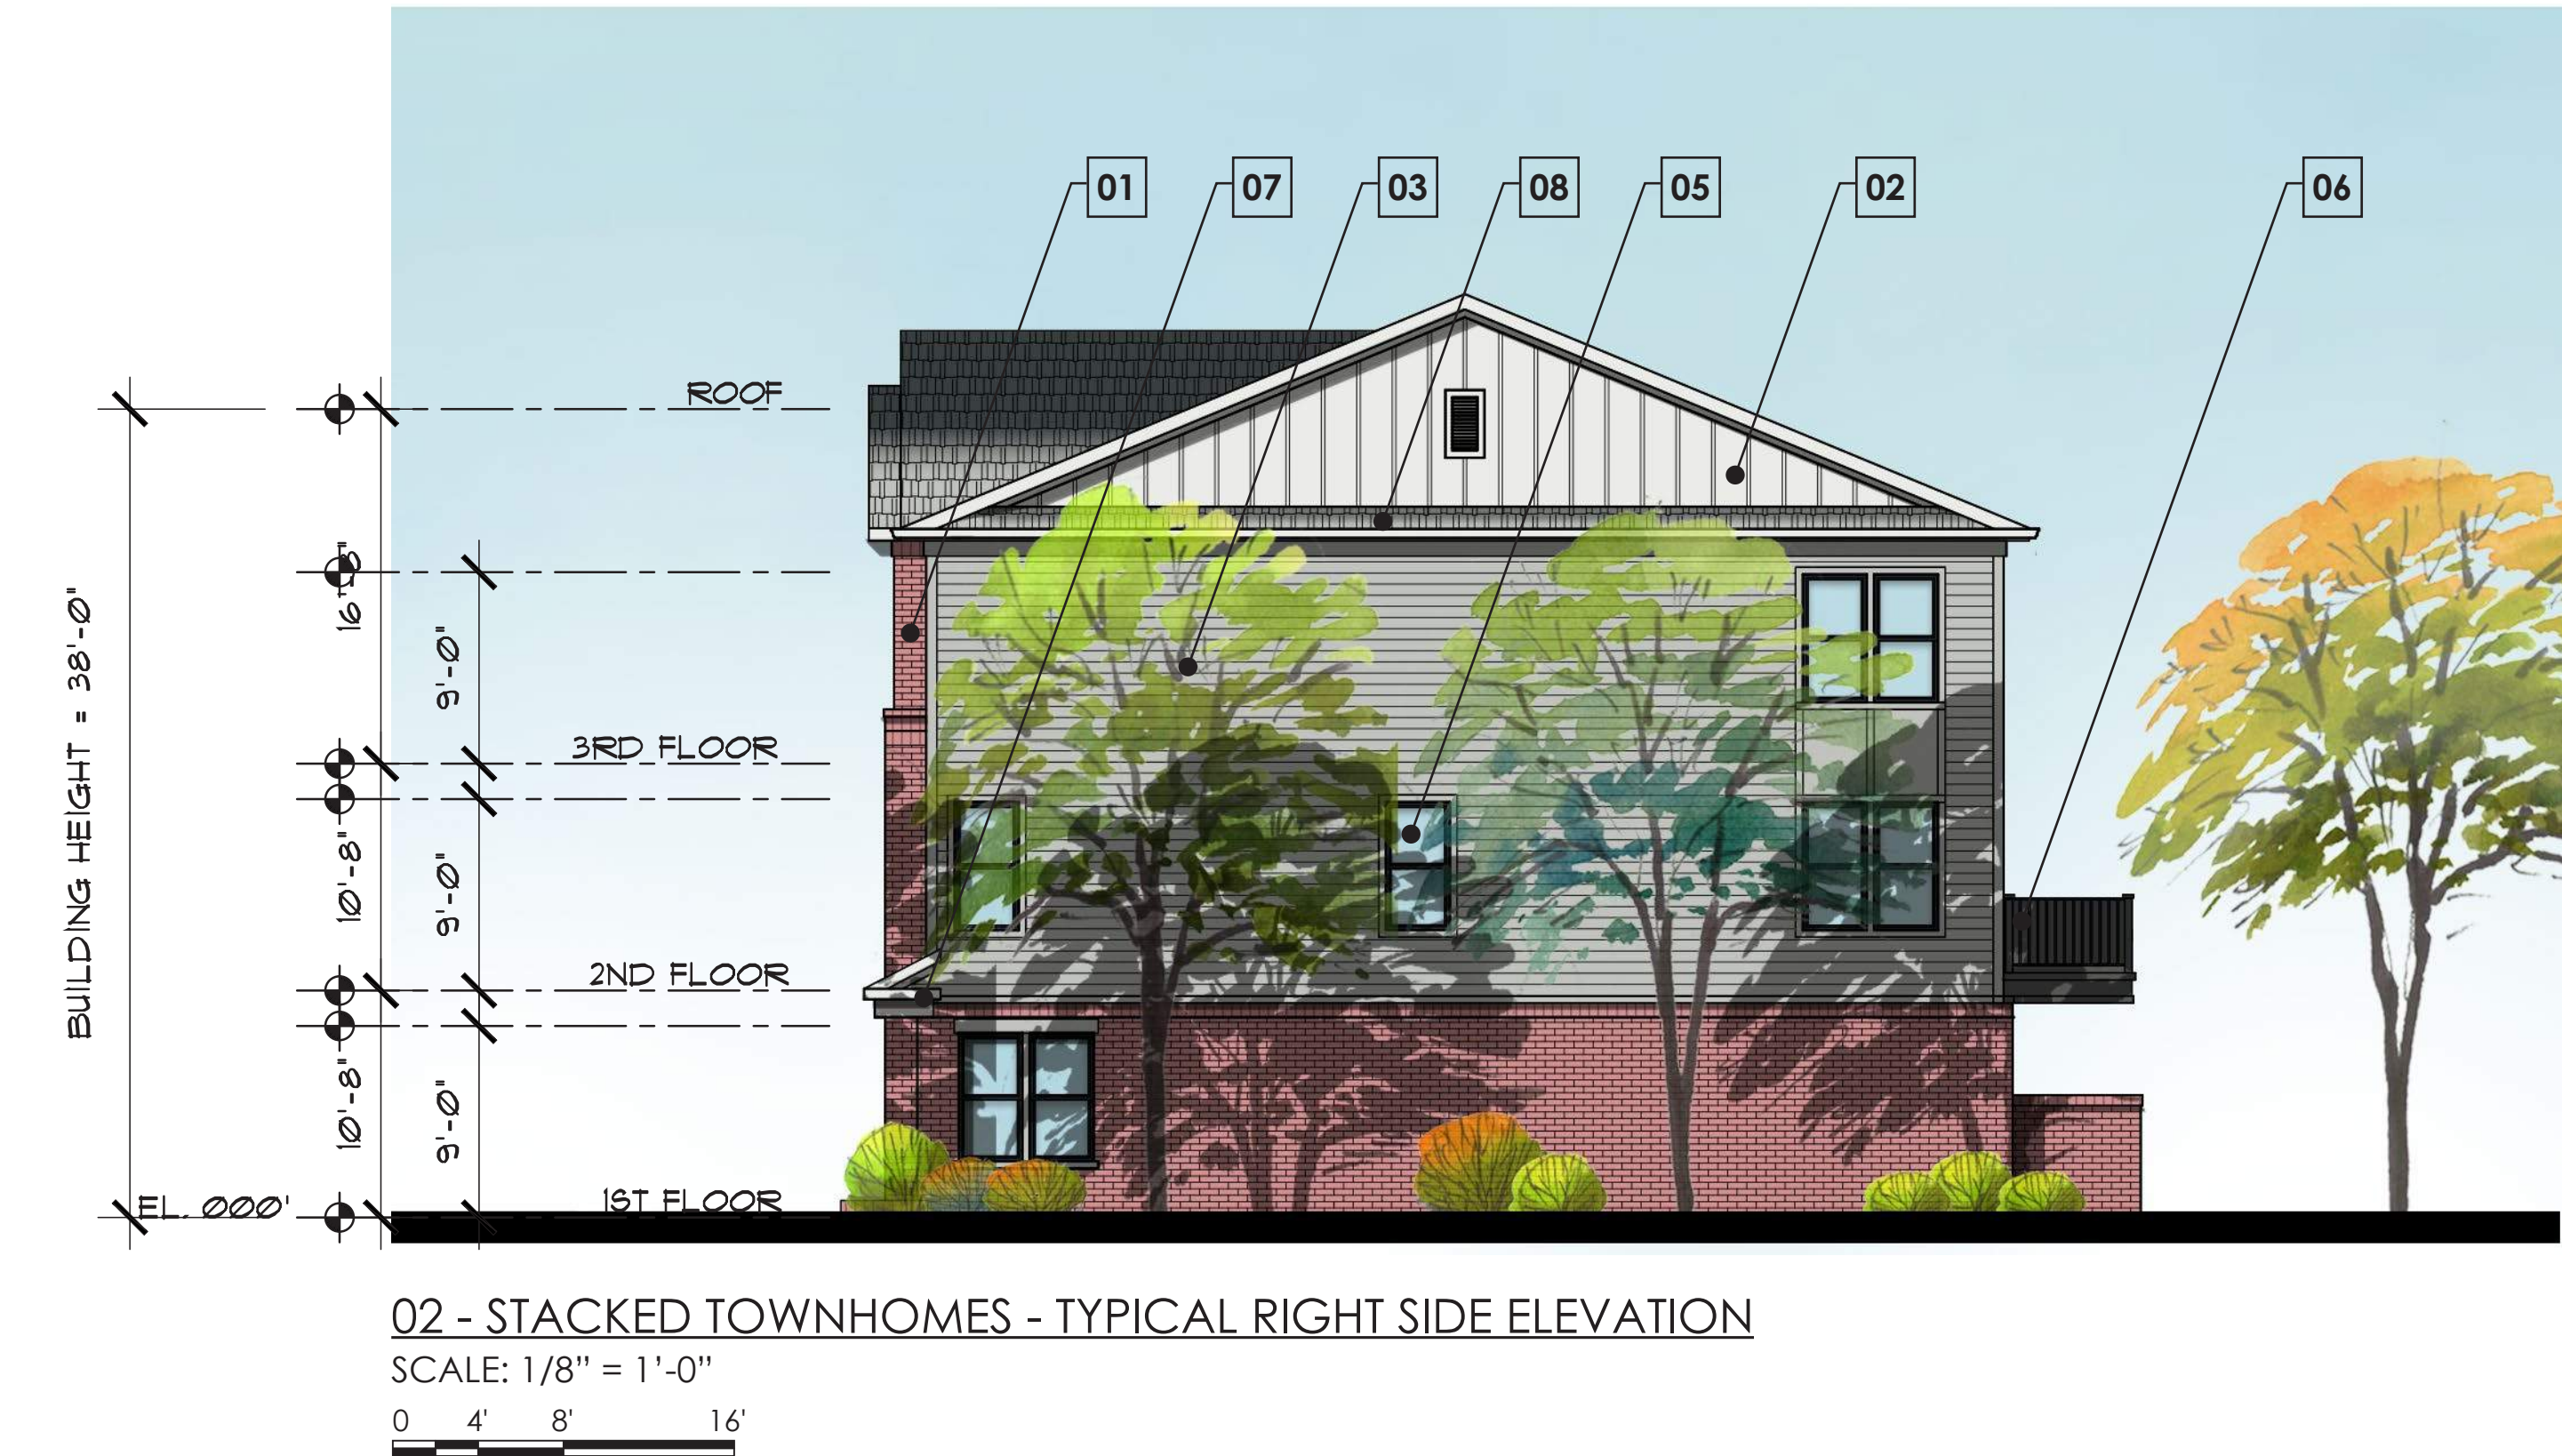 01 07 03 08 05 02 06
ROOF
16'-8"
9'-0"
3RD FLOOR
10'-8"
9'-0"
2ND FLOOR
10'-8"
9'-0"
1ST FLOOR
EL. 000'
BUILDING HEIGHT = 38'-0"
02 - STACKED TOWNHOMES - TYPICAL RIGHT SIDE ELEVATION
SCALE: 1/8” = 1’-0”
0 4' 8' 16'